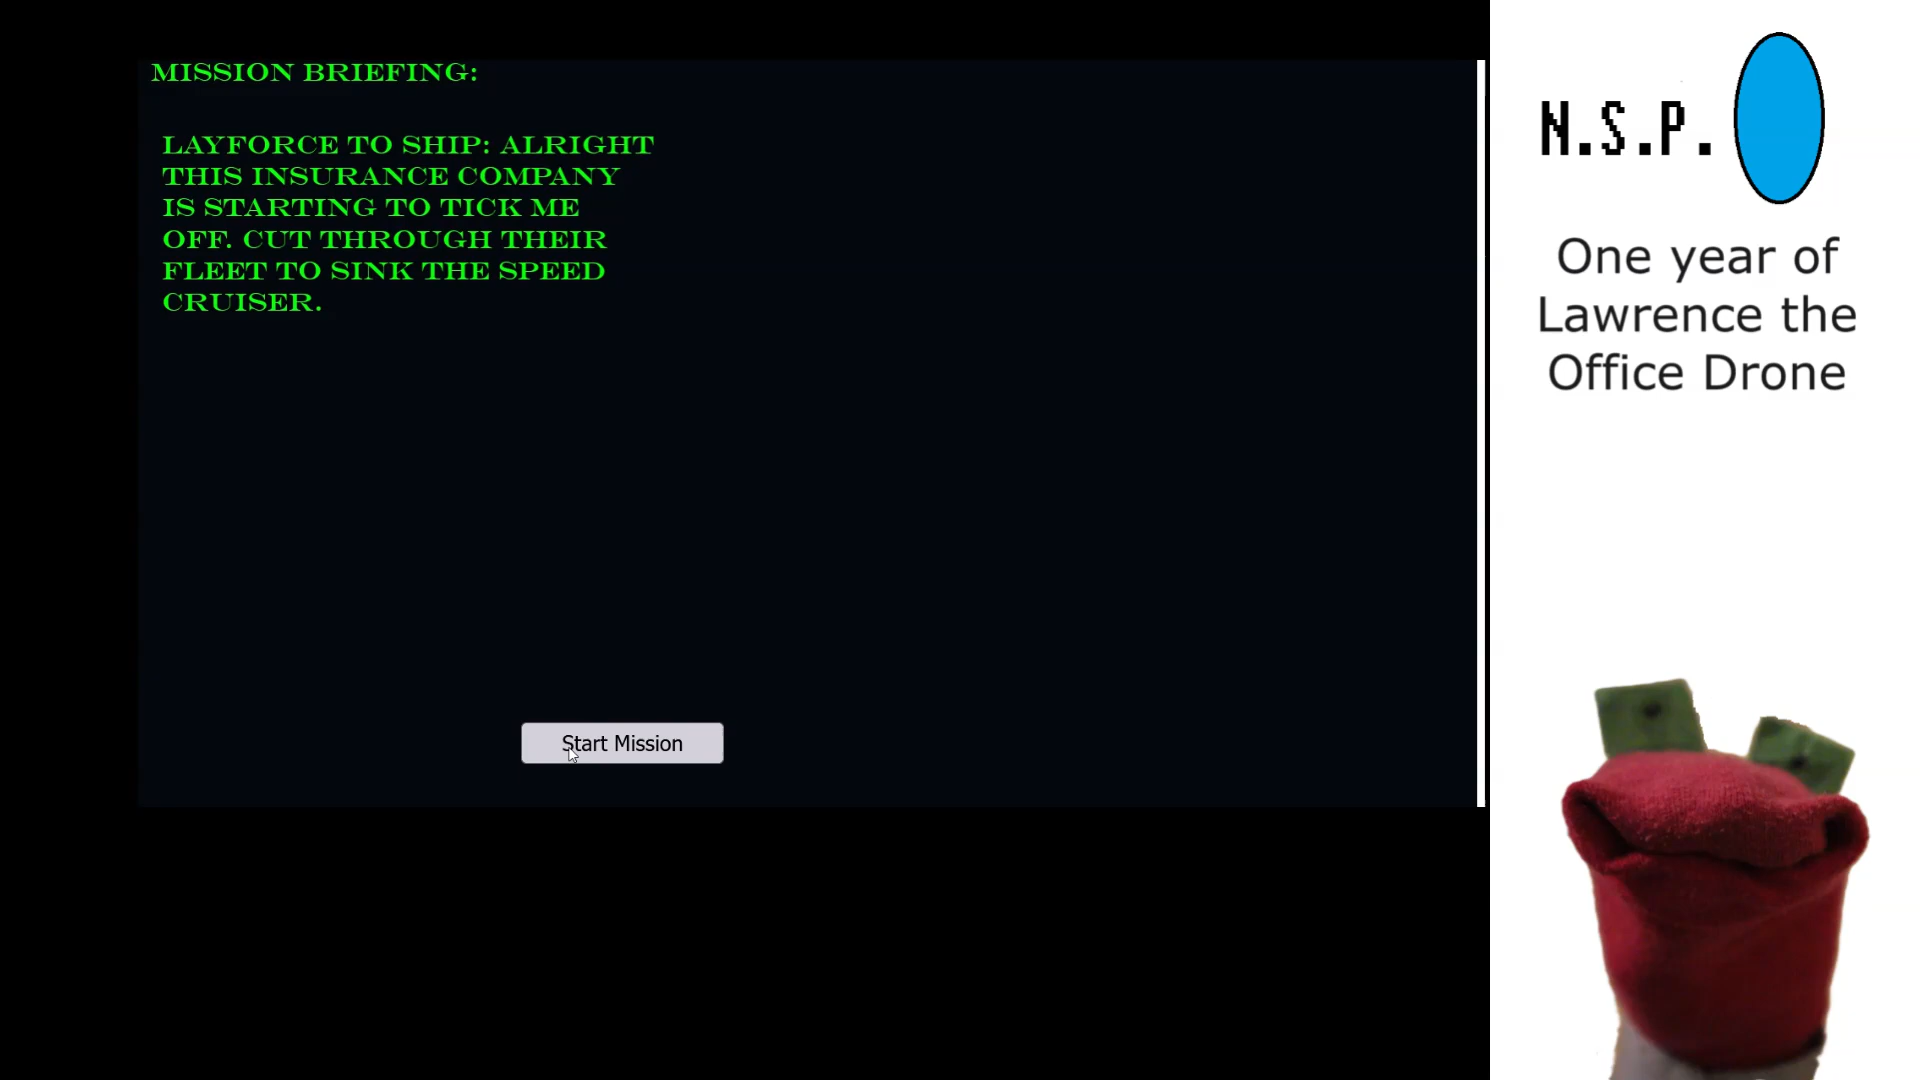 MISSION BRIEFING:
LAYFORCE TO SHIP: ALRIGHT
THIS INSURANCE COMPANY
IS STARTING TO TICK ME
OFF. CUT THROUGH THEIR
FLEET TO SINK THE SPEED
CRUISER.
Start Mission
N.S.P.
One year of
Lawrence the
Office Drone